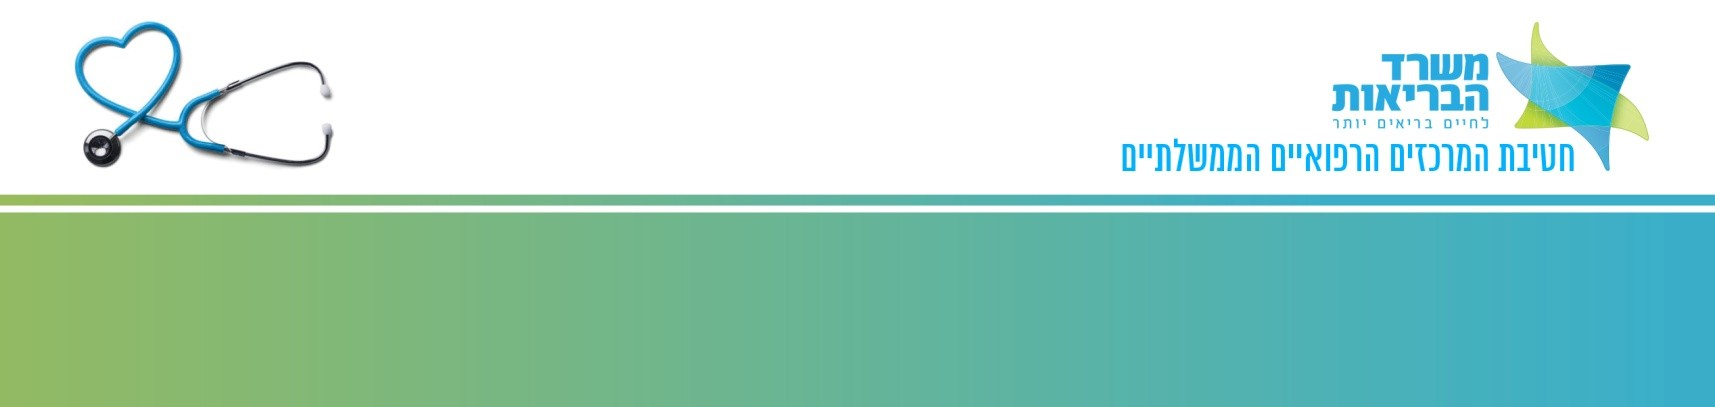 משרד
הבריאות
לחיים בריאים יותר
חטיבת המרכזים הרפואיים הממשלתיים